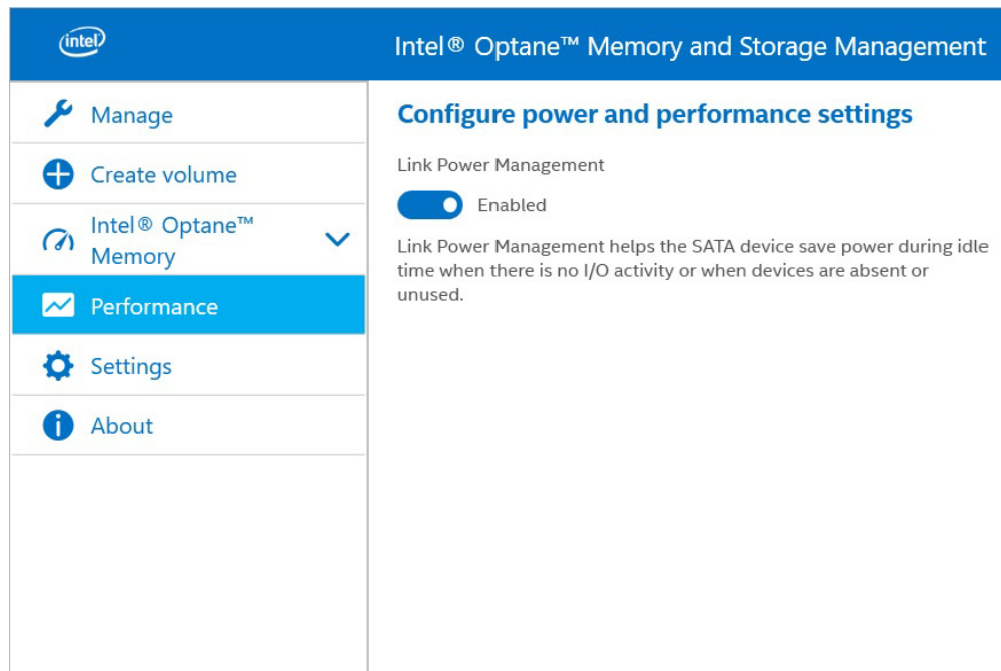 intel
Intel® Optane™ Memory and Storage Management
Manage
Create volume
Intel® Optane™
Memory
Performance
Settings
About
Configure power and performance settings
Link Power Management
Enabled
Link Power Management helps the SATA device save power during idle
time when there is no I/O activity or when devices are absent or
unused.